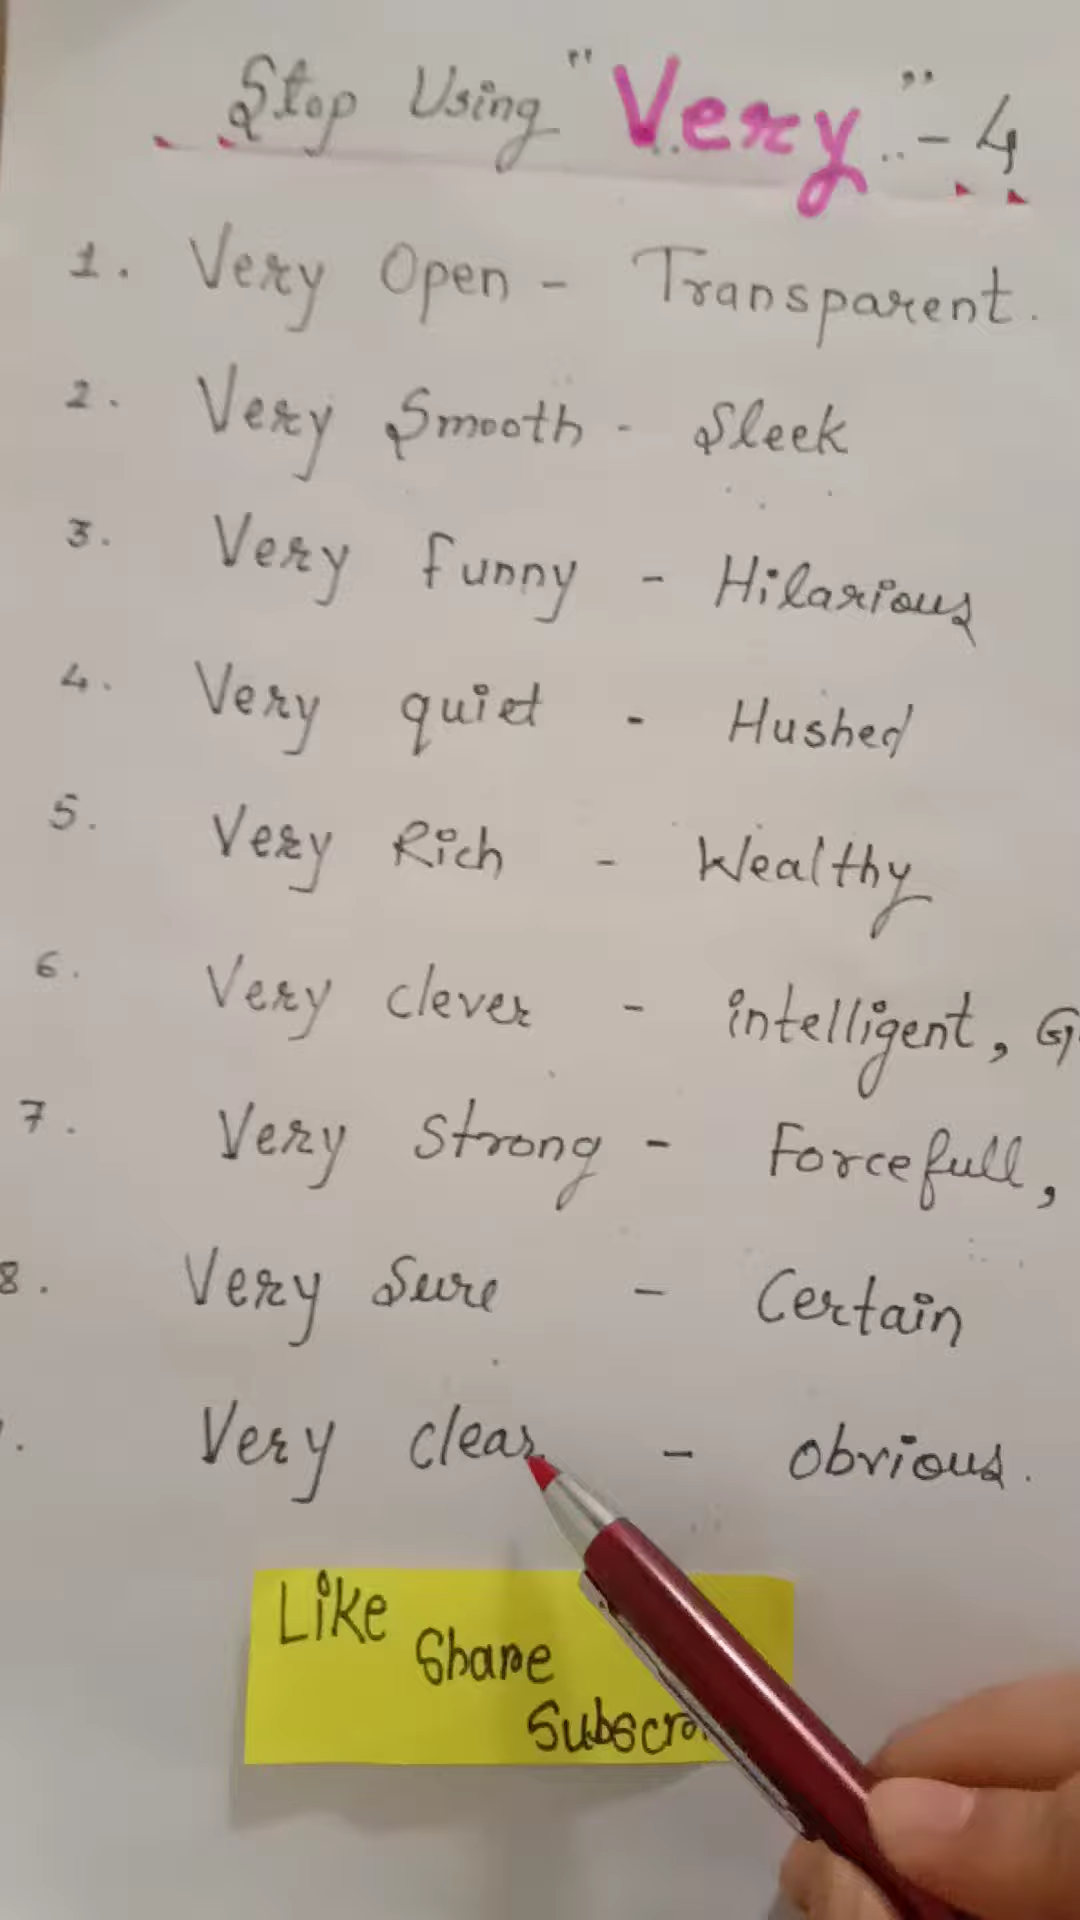 Stop Using "Very" - 4
1. Very Open - Transparent.
2. Very Smooth - Sleek
3. Very funny - Hilarious
4. Very quiet - Hushed
5. Very Rich - Wealthy
6. Very clever - intelligent,
7. Very strong - Forcefull,
8. Very Sure - Certain
Very clear - obvious.
Like
Share